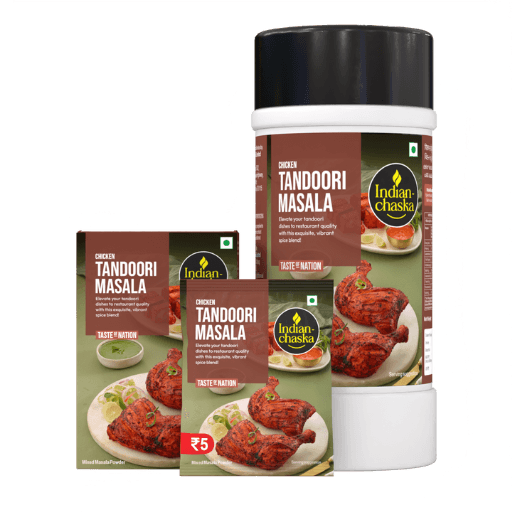 CHICKEN
TANDOORI
MASALA
Elevate your tandoori
dishes to restaurant quality
with this exquisite, vibrant
spice blend!
TASTE OF NATION
Indian-
chaska
CHICKEN
TANDOORI
MASALA
Elevate your tandoori
dishes to restaurant quality
with this exquisite, vibrant
spice blend!
TASTE OF NATION
Indian-
Mixed Masala Powder
CHICKEN
TANDOORI
MASALA
Elevate your tandoori
dishes to restaurant quality
with this exquisite, vibrant
spice blend!
TASTE OF NATION
Indian-
chaska
₹5
Mixed Masala Powder